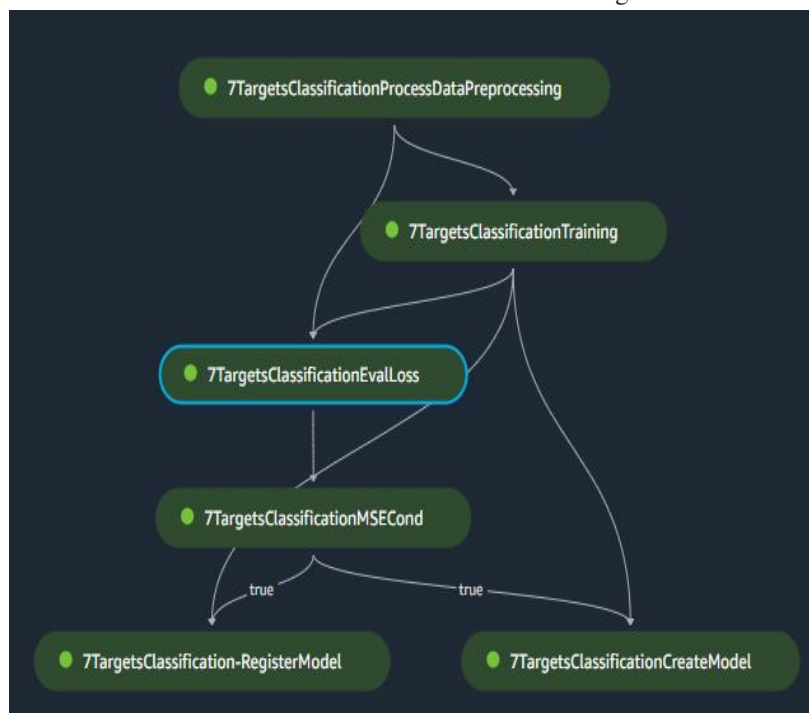 7TargetsClassificationProcessDataPreprocessing
7TargetsClassificationTraining
7TargetsClassificationEvalLoss
7TargetsClassificationMSECond
true
true
7TargetsClassification-RegisterModel
7TargetsClassificationCreateModel